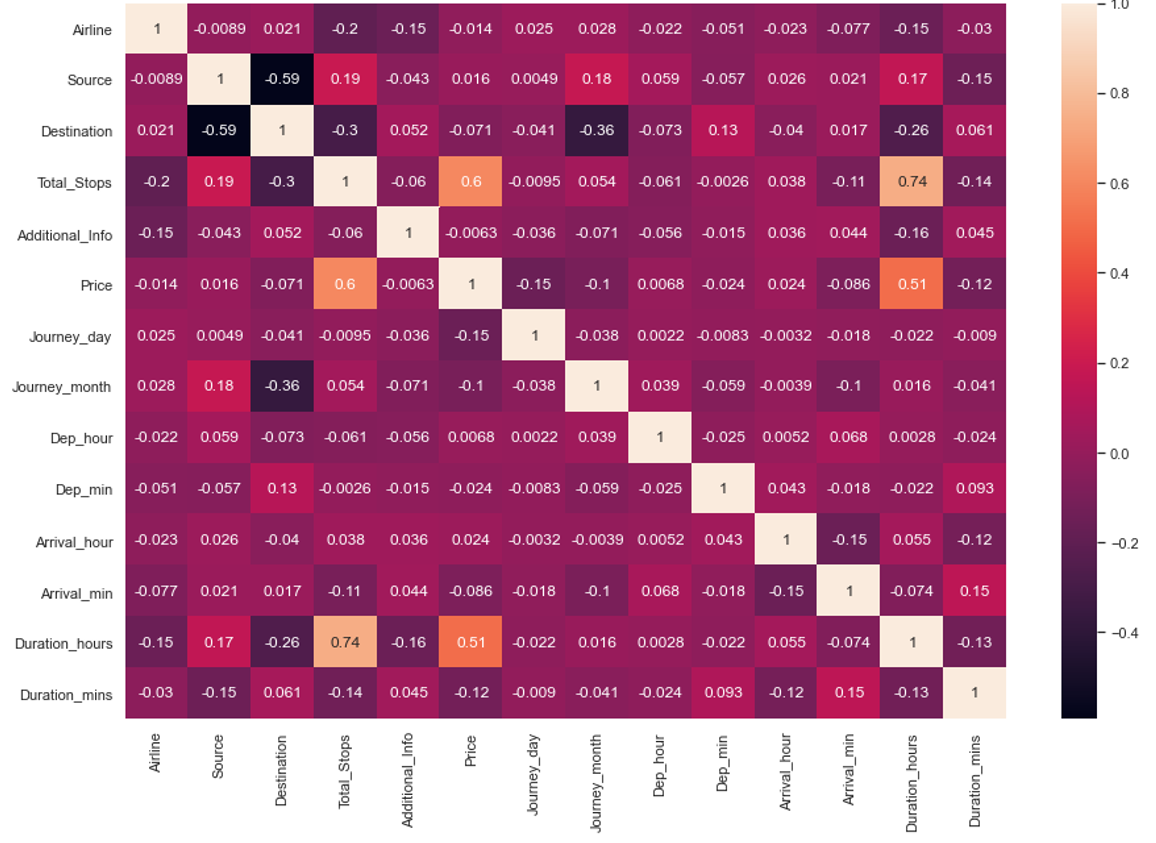 Airline 1 -0.0089 0.021 -0.2 -0.15 -0.014 0.025 0.028 -0.022 -0.051 -0.023 -0.077 -0.15 -0.03
Source -0.0089 1 -0.59 0.19 -0.043 0.016 0.0049 0.18 0.059 -0.057 0.026 0.021 0.17 -0.15
Destination 0.021 -0.59 1 -0.3 0.052 -0.071 -0.041 -0.36 -0.073 0.13 -0.04 0.017 -0.26 0.061
Total_Stops -0.2 0.19 -0.3 1 -0.06 0.6 -0.0095 0.054 -0.061 -0.0026 0.038 -0.11 0.74 -0.14
Additional_Info -0.15 -0.043 0.052 -0.06 1 -0.0063 -0.036 -0.071 -0.056 -0.015 0.036 0.044 -0.16 0.045
Price -0.014 0.016 -0.071 0.6 -0.0063 1 -0.15 -0.1 0.0068 -0.024 0.024 -0.086 0.51 -0.12
Journey_day 0.025 0.0049 -0.041 -0.0095 -0.036 -0.15 1 -0.038 0.0022 -0.0083 -0.0032 -0.018 -0.022 -0.009
Journey_month 0.028 0.18 -0.36 0.054 -0.071 -0.1 -0.038 1 0.039 -0.059 -0.0039 -0.1 0.016 -0.041
Dep_hour -0.022 0.059 -0.073 -0.061 -0.056 0.0068 0.0022 0.039 1 -0.025 0.0052 0.068 0.0028 -0.024
Dep_min -0.051 -0.057 0.13 -0.0026 -0.015 -0.024 -0.0083 -0.059 -0.025 1 0.043 -0.018 -0.022 0.093
Arrival_hour -0.023 0.026 -0.04 0.038 0.036 0.024 -0.0032 -0.0039 0.0052 0.043 1 -0.15 0.055 -0.12
Arrival_min -0.077 0.021 0.017 -0.11 0.044 -0.086 -0.018 -0.1 0.068 -0.018 -0.15 1 -0.074 0.15
Duration_hours -0.15 0.17 -0.26 0.74 -0.16 0.51 -0.022 0.016 0.0028 -0.022 0.055 -0.074 1 -0.13
Duration_mins -0.03 -0.15 0.061 -0.14 0.045 -0.12 -0.009 -0.041 -0.024 0.093 -0.12 0.15 -0.13 1
Airline
Source
Destination
Total_Stops
Additional_Info
Price
Journey_day
Journey_month
Dep_hour
Dep_min
Arrival_hour
Arrival_min
Duration_hours
Duration_mins
1.0
0.8
0.6
0.4
0.2
0.0
−0.2
−0.4